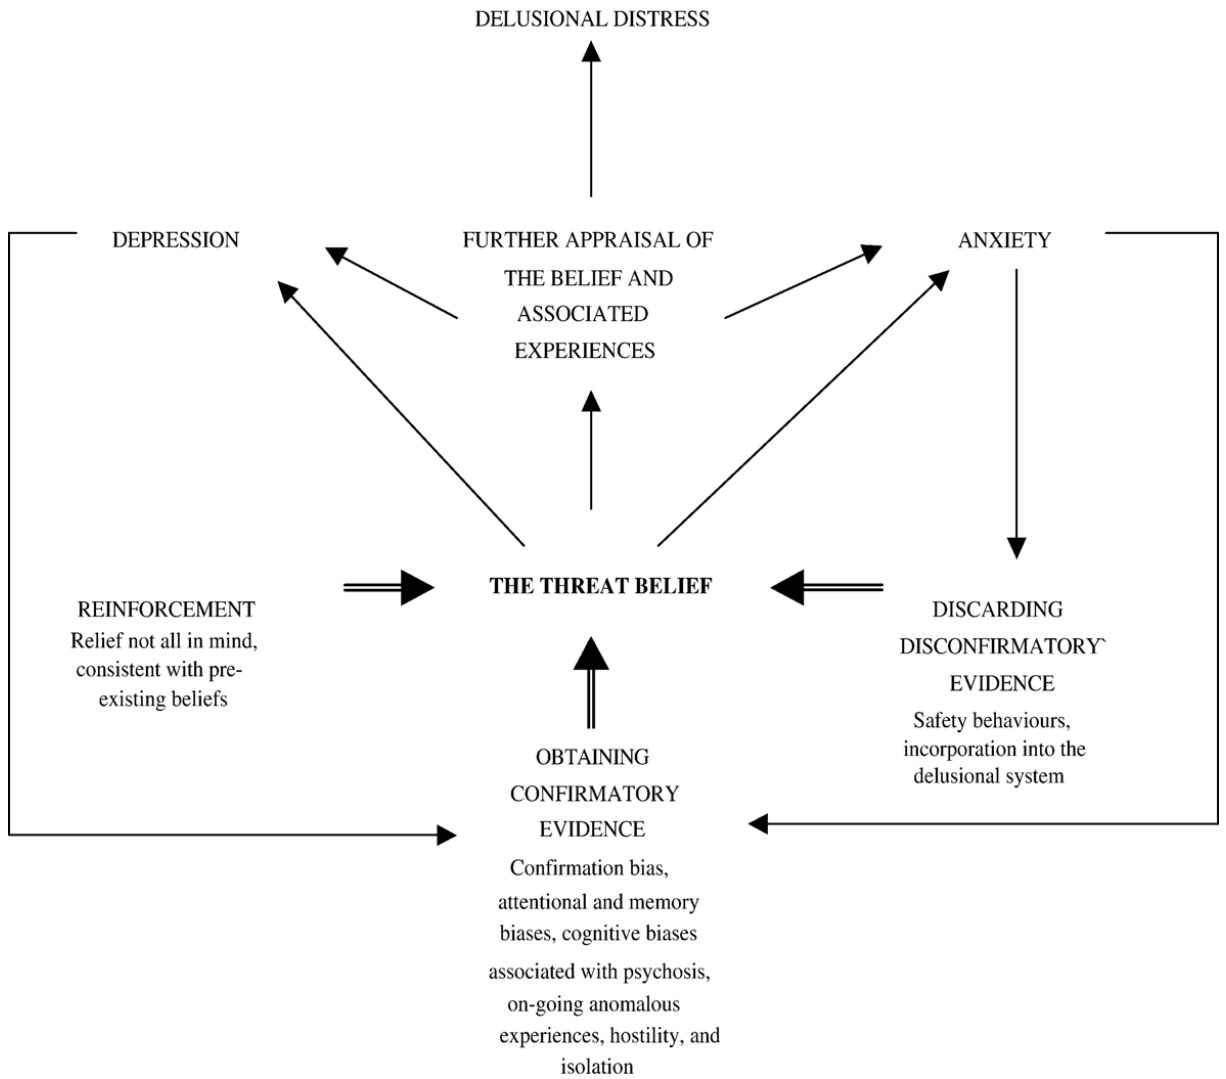 DELUSIONAL DISTRESS
DEPRESSION
FURTHER APPRAISAL OF
THE BELIEF AND
ASSOCIATED
EXPERIENCES
ANXIETY
THE THREAT BELIEF
REINFORCEMENT
Relief not all in mind,
consistent with pre-
existing beliefs
DISCARDING
DISCONFIRMATORY`
EVIDENCE
Safety behaviours,
incorporation into the
delusional system
OBTAINING
CONFIRMATORY
EVIDENCE
Confirmation bias,
attentional and memory
biases, cognitive biases
associated with psychosis,
on-going anomalous
experiences, hostility, and
isolation